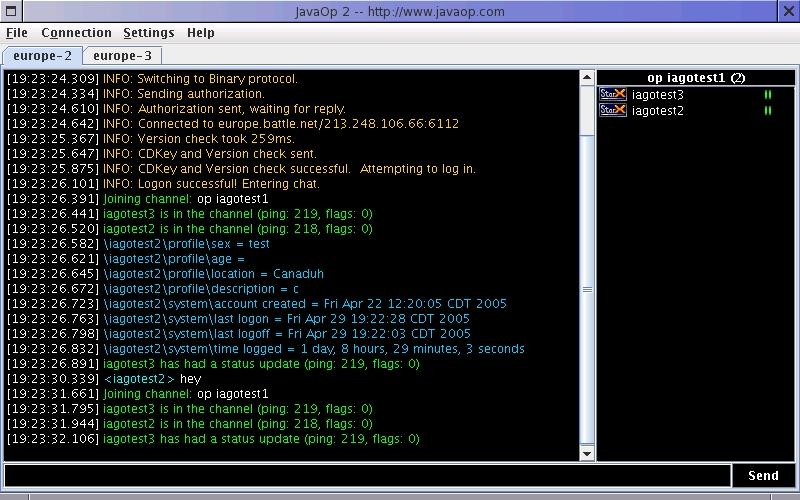 JavaOp 2 -- http://www.javaop.com
File Connection Settings Help
europe-2 europe-3
[19:23:24.309] INFO: Switching to Binary protocol.
[19:23:24.334] INFO: Sending authorization.
[19:23:24.610] INFO: Authorization sent, waiting for reply.
[19:23:24.642] INFO: Connected to europe.battle.net/213.248.106.66:6112
[19:23:25.367] INFO: Version check took 259ms.
[19:23:25.647] INFO: CDKey and Version check sent.
[19:23:25.875] INFO: CDKey and Version check successful.  Attempting to log in.
[19:23:26.101] INFO: Logon successful! Entering chat.
[19:23:26.391] Joining channel: op iagotest1
[19:23:26.441] iagotest3 is in the channel (ping: 219, flags: 0)
[19:23:26.520] iagotest2 is in the channel (ping: 218, flags: 0)
[19:23:26.582] \iagotest2\profile\sex = test
[19:23:26.621] \iagotest2\profile\age =
[19:23:26.645] \iagotest2\profile\location = Canaduh
[19:23:26.672] \iagotest2\profile\description = c
[19:23:26.723] \iagotest2\system\account created = Fri Apr 22 12:20:05 CDT 2005
[19:23:26.763] \iagotest2\system\last logon = Fri Apr 29 19:22:28 CDT 2005
[19:23:26.798] \iagotest2\system\last logoff = Fri Apr 29 19:22:03 CDT 2005
[19:23:26.832] \iagotest2\system\time logged = 1 day, 8 hours, 29 minutes, 3 seconds
[19:23:26.891] iagotest3 has had a status update (ping: 219, flags: 0)
[19:23:30.339] <iagotest2> hey
[19:23:31.661] Joining channel: op iagotest1
[19:23:31.795] iagotest3 is in the channel (ping: 219, flags: 0)
[19:23:31.944] iagotest2 is in the channel (ping: 218, flags: 0)
[19:23:32.106] iagotest3 has had a status update (ping: 219, flags: 0)
op iagotest1 (2)
StarX iagotest3
StarX iagotest2
Send